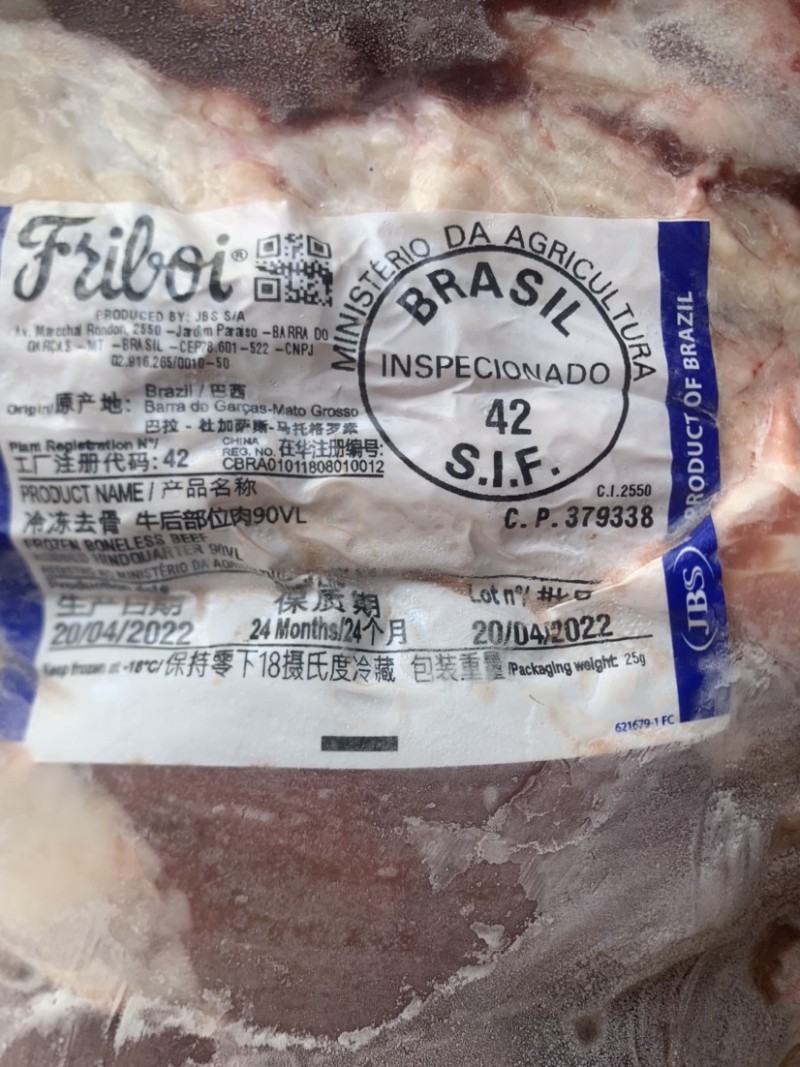 Friboi®
PRODUCED BY: JBS S/A
Av. Marechal Rondon, 2550 -Jardim Paraiso -BARRA DO
GARCAS -MT -BRASIL -CEP78.601-522 -CNPJ
02.916.265/0010-50
MINISTÉRIO DA AGRICULTURA
BRASIL
INSPECIONADO
42
S.I.F.
Origin/原产地: Brazil / 巴西
Barra do Garças-Mato Grosso
巴拉-杜加萨斯-马托格罗索
Plant Registration Nº/
工厂注册代码:42
CHINA REG. NO. 在华注册编号:
CBRA01011808010012
PRODUCT NAME / 产品名称
冷冻去骨 牛后部位肉90VL
FROZEN BONELESS BEEF
HINDQUARTER 90VL
MINISTÉRIO DA
C.I.2550
C.P.379338
生产日期 保质期 Lot nº/
20/04/2022 24 Months/24个月 20/04/2022
Keep frozen at -18°C/保持零下18摄氏度冷藏 包装重量/Packaging weight: 25g
621679-1 FC
PRODUCT OF BRAZIL
JBS